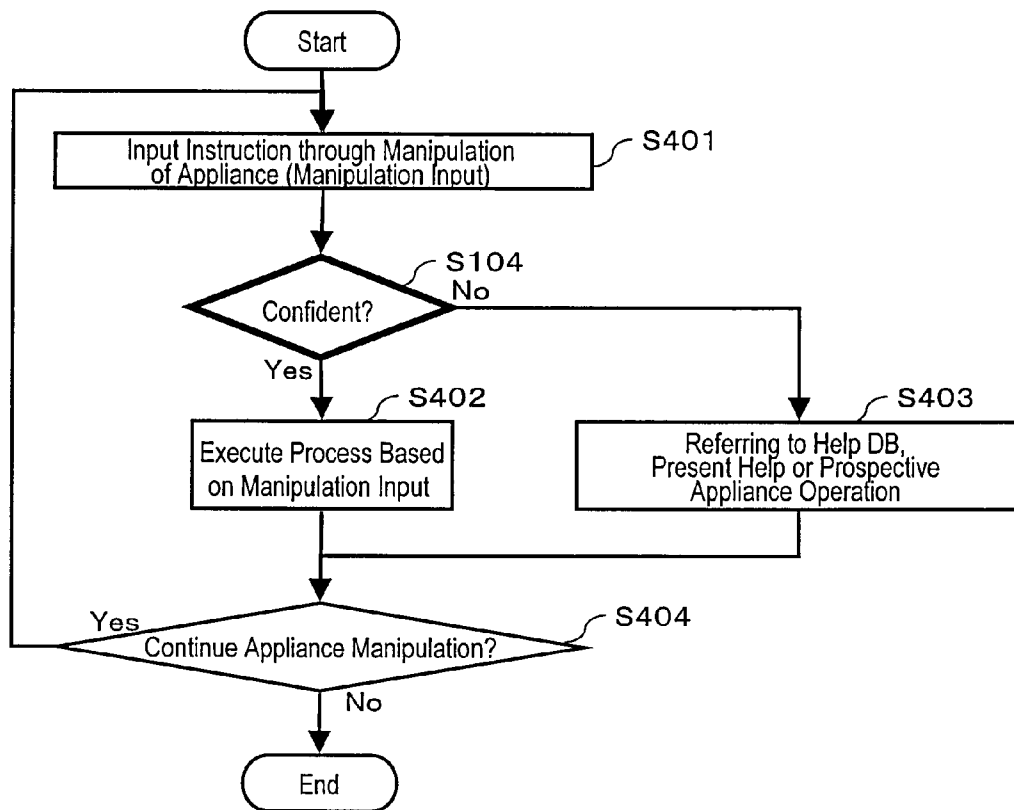 Start
Input Instruction through Manipulation
of Appliance (Manipulation Input)
S401
S104
Confident?
No
Yes
S402
S403
Execute Process Based
on Manipulation Input
Referring to Help DB,
Present Help or Prospective
Appliance Operation
Yes
S404
Continue Appliance Manipulation?
No
End